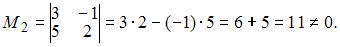 M₂ = |3 −1; 5 2| = 3·2 − (−1)·5 = 6 + 5 = 11 ≠ 0.